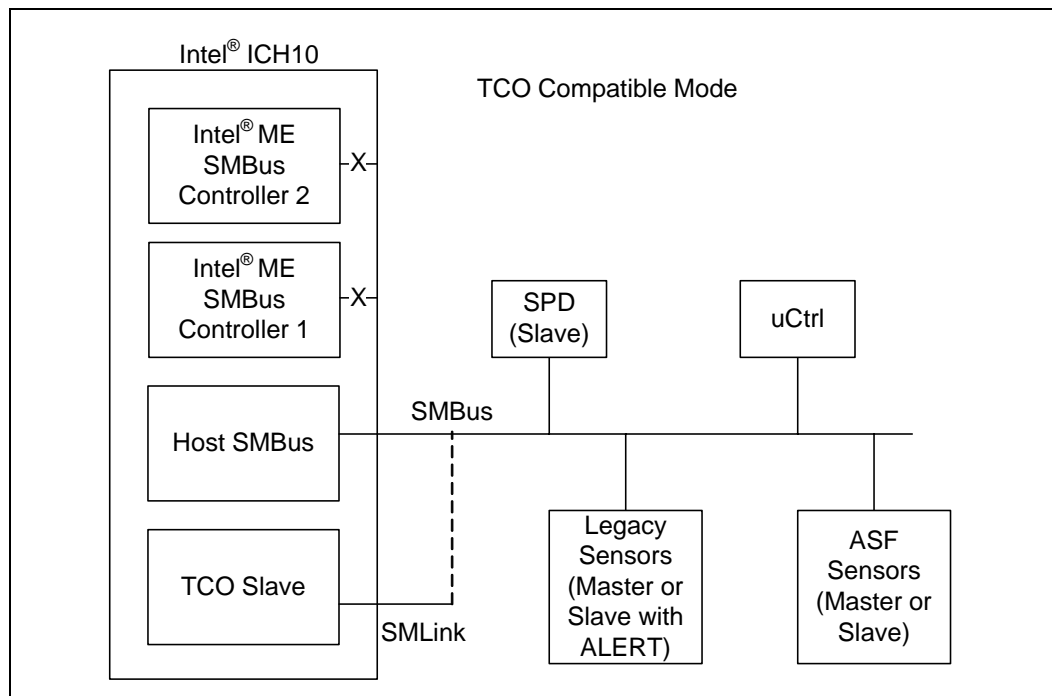 Intel® ICH10
TCO Compatible Mode
Intel® ME
SMBus
Controller 2
X
Intel® ME
SMBus
Controller 1
X
SPD
(Slave)
uCtrl
SMBus
Host SMBus
Legacy
Sensors
(Master or
Slave with
ALERT)
ASF
Sensors
(Master or
Slave)
TCO Slave
SMLink